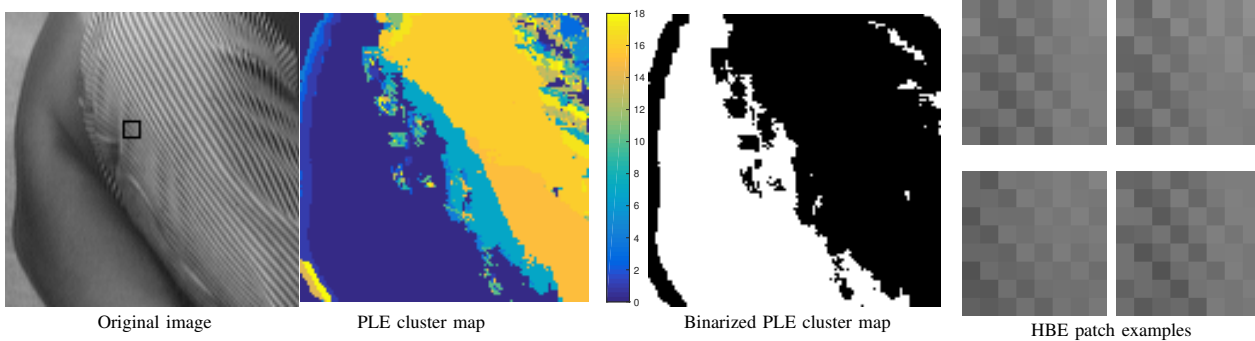 18
16
14
12
10
8
6
4
2
0
Original image
PLE cluster map
Binarized PLE cluster map
HBE patch examples